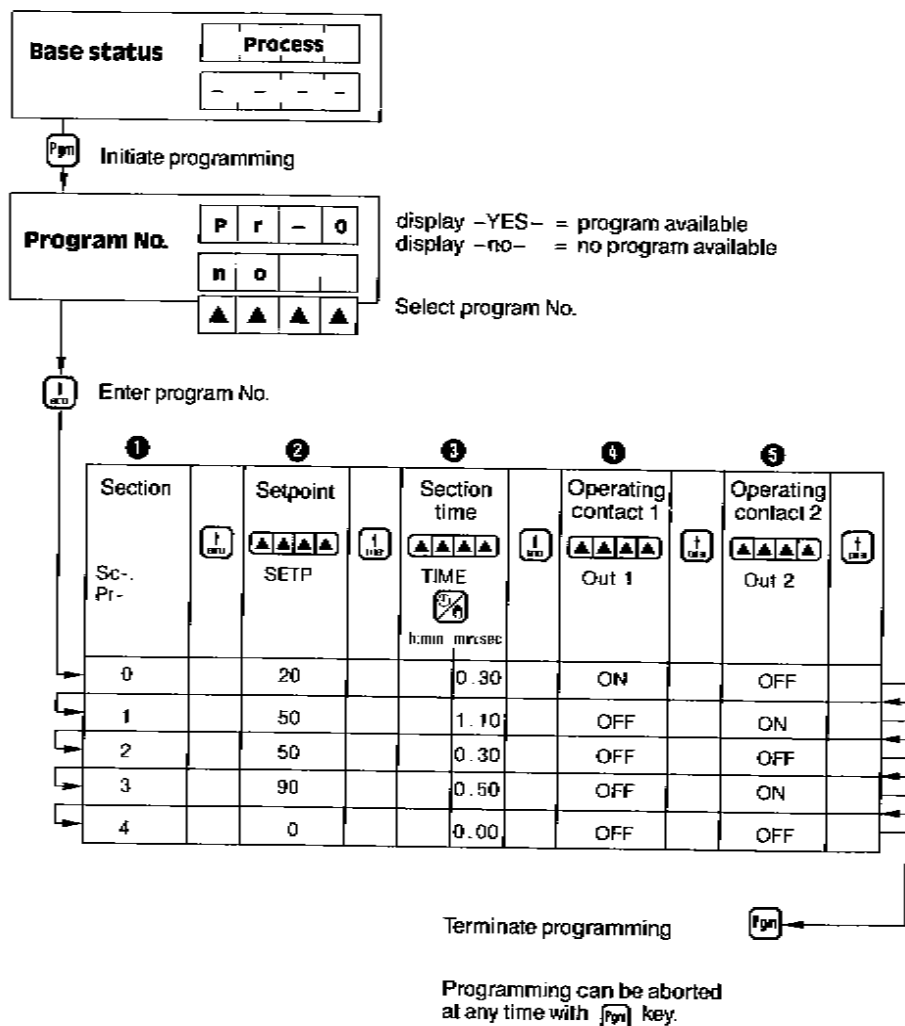 Base status
Process
– – – –
Pgm
Initiate programming
Program No.
P r – 0
n o
display –YES– = program available
display –no– = no program available
Select program No.
Enter program No.
1 2 3 4 5
Section Setpoint Section time Operating contact 1 Operating contact 2
Sc-. SETP TIME Out 1 Out 2
Pr-
h:min min:sec
0 20 0.30 ON OFF
1 50 1.10 OFF ON
2 50 0.30 OFF OFF
3 90 0.50 OFF ON
4 0 0.00 OFF OFF
Terminate programming Pgm
Programming can be aborted
at any time with Pgm key.